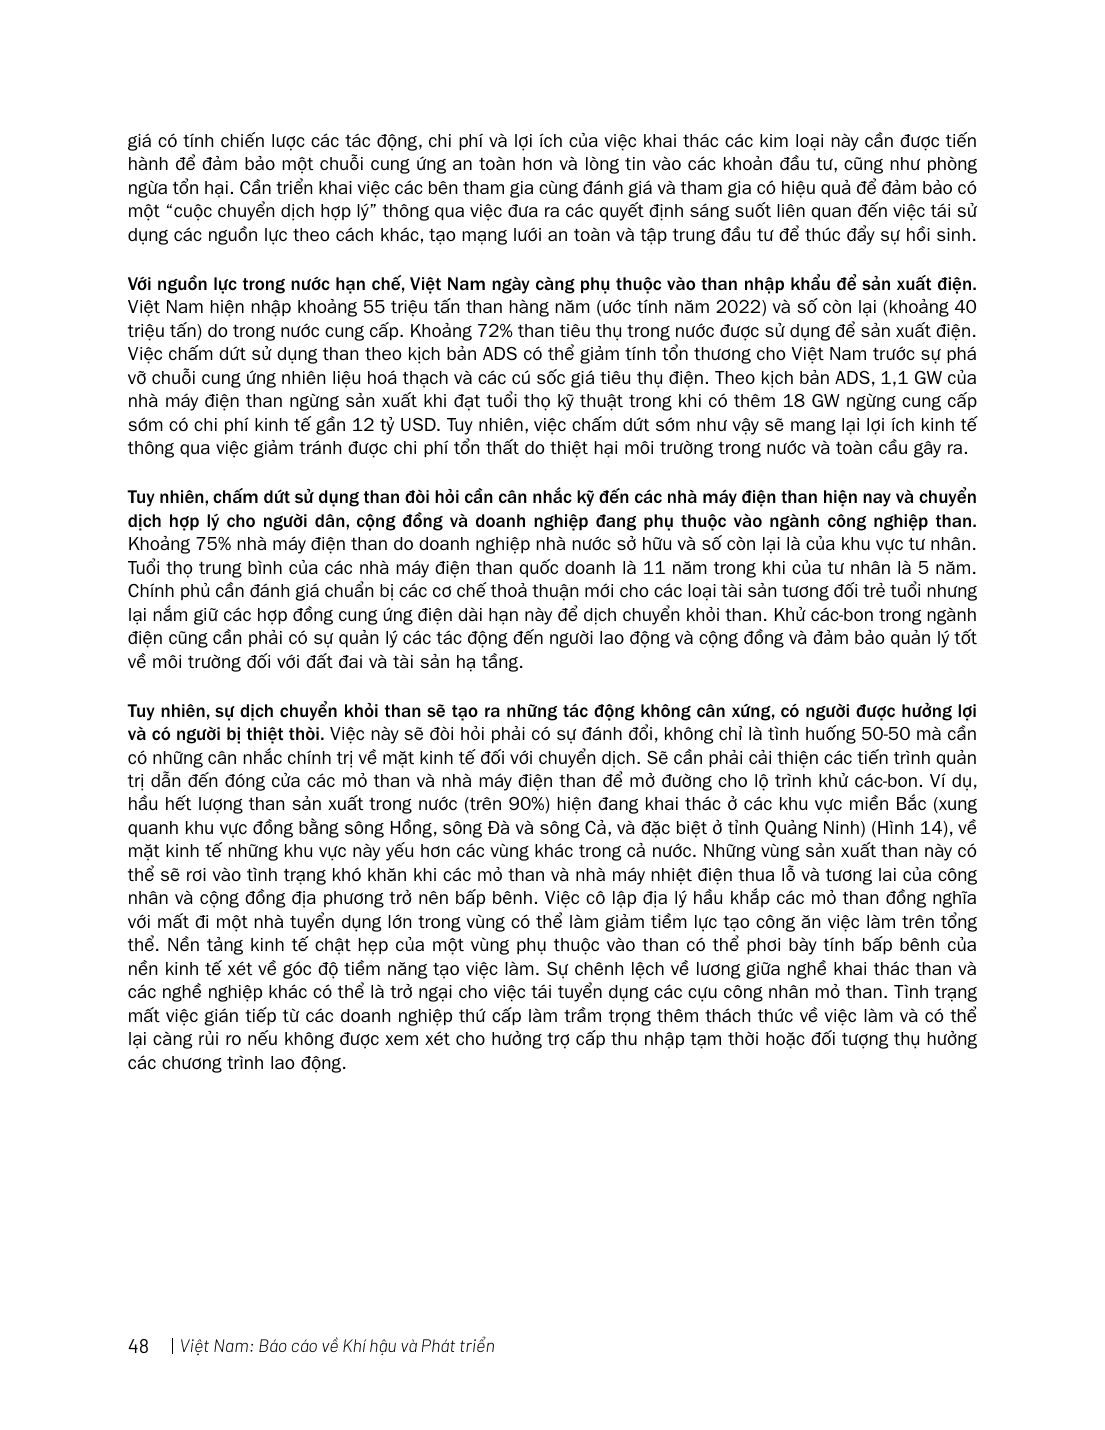 giá có tính chiến lược các tác động, chi phí và lợi ích của việc khai thác các kim loại này cần được tiến
hành để đảm bảo một chuỗi cung ứng an toàn hơn và lòng tin vào các khoản đầu tư, cũng như phòng
ngừa tổn hại. Cần triển khai việc các bên tham gia cùng đánh giá và tham gia có hiệu quả để đảm bảo có
một “cuộc chuyển dịch hợp lý” thông qua việc đưa ra các quyết định sáng suốt liên quan đến việc tái sử
dụng các nguồn lực theo cách khác, tạo mạng lưới an toàn và tập trung đầu tư để thúc đẩy sự hồi sinh.
Với nguồn lực trong nước hạn chế, Việt Nam ngày càng phụ thuộc vào than nhập khẩu để sản xuất điện.
Việt Nam hiện nhập khoảng 55 triệu tấn than hàng năm (ước tính năm 2022) và số còn lại (khoảng 40
triệu tấn) do trong nước cung cấp. Khoảng 72% than tiêu thụ trong nước được sử dụng để sản xuất điện.
Việc chấm dứt sử dụng than theo kịch bản ADS có thể giảm tính tổn thương cho Việt Nam trước sự phá
vỡ chuỗi cung ứng nhiên liệu hoá thạch và các cú sốc giá tiêu thụ điện. Theo kịch bản ADS, 1,1 GW của
nhà máy điện than ngừng sản xuất khi đạt tuổi thọ kỹ thuật trong khi có thêm 18 GW ngừng cung cấp
sớm có chi phí kinh tế gần 12 tỷ USD. Tuy nhiên, việc chấm dứt sớm như vậy sẽ mang lại lợi ích kinh tế
thông qua việc giảm tránh được chi phí tổn thất do thiệt hại môi trường trong nước và toàn cầu gây ra.
Tuy nhiên, chấm dứt sử dụng than đòi hỏi cần cân nhắc kỹ đến các nhà máy điện than hiện nay và chuyển
dịch hợp lý cho người dân, cộng đồng và doanh nghiệp đang phụ thuộc vào ngành công nghiệp than.
Khoảng 75% nhà máy điện than do doanh nghiệp nhà nước sở hữu và số còn lại là của khu vực tư nhân.
Tuổi thọ trung bình của các nhà máy điện than quốc doanh là 11 năm trong khi của tư nhân là 5 năm.
Chính phủ cần đánh giá chuẩn bị các cơ chế thoả thuận mới cho các loại tài sản tương đối trẻ tuổi nhưng
lại nắm giữ các hợp đồng cung ứng điện dài hạn này để dịch chuyển khỏi than. Khử các-bon trong ngành
điện cũng cần phải có sự quản lý các tác động đến người lao động và cộng đồng và đảm bảo quản lý tốt
về môi trường đối với đất đai và tài sản hạ tầng.
Tuy nhiên, sự dịch chuyển khỏi than sẽ tạo ra những tác động không cân xứng, có người được hưởng lợi
và có người bị thiệt thòi. Việc này sẽ đòi hỏi phải có sự đánh đổi, không chỉ là tình huống 50-50 mà cần
có những cân nhắc chính trị về mặt kinh tế đối với chuyển dịch. Sẽ cần phải cải thiện các tiến trình quản
trị dẫn đến đóng cửa các mỏ than và nhà máy điện than để mở đường cho lộ trình khử các-bon. Ví dụ,
hầu hết lượng than sản xuất trong nước (trên 90%) hiện đang khai thác ở các khu vực miền Bắc (xung
quanh khu vực đồng bằng sông Hồng, sông Đà và sông Cả, và đặc biệt ở tỉnh Quảng Ninh) (Hình 14), về
mặt kinh tế những khu vực này yếu hơn các vùng khác trong cả nước. Những vùng sản xuất than này có
thể sẽ rơi vào tình trạng khó khăn khi các mỏ than và nhà máy nhiệt điện thua lỗ và tương lai của công
nhân và cộng đồng địa phương trở nên bấp bênh. Việc cô lập địa lý hầu khắp các mỏ than đồng nghĩa
với mất đi một nhà tuyển dụng lớn trong vùng có thể làm giảm tiềm lực tạo công ăn việc làm trên tổng
thể. Nền tảng kinh tế chật hẹp của một vùng phụ thuộc vào than có thể phơi bày tính bấp bênh của
nền kinh tế xét về góc độ tiềm năng tạo việc làm. Sự chênh lệch về lương giữa nghề khai thác than và
các nghề nghiệp khác có thể là trở ngại cho việc tái tuyển dụng các cựu công nhân mỏ than. Tình trạng
mất việc gián tiếp từ các doanh nghiệp thứ cấp làm trầm trọng thêm thách thức về việc làm và có thể
lại càng rủi ro nếu không được xem xét cho hưởng trợ cấp thu nhập tạm thời hoặc đối tượng thụ hưởng
các chương trình lao động.
48 | Việt Nam: Báo cáo về Khí hậu và Phát triển